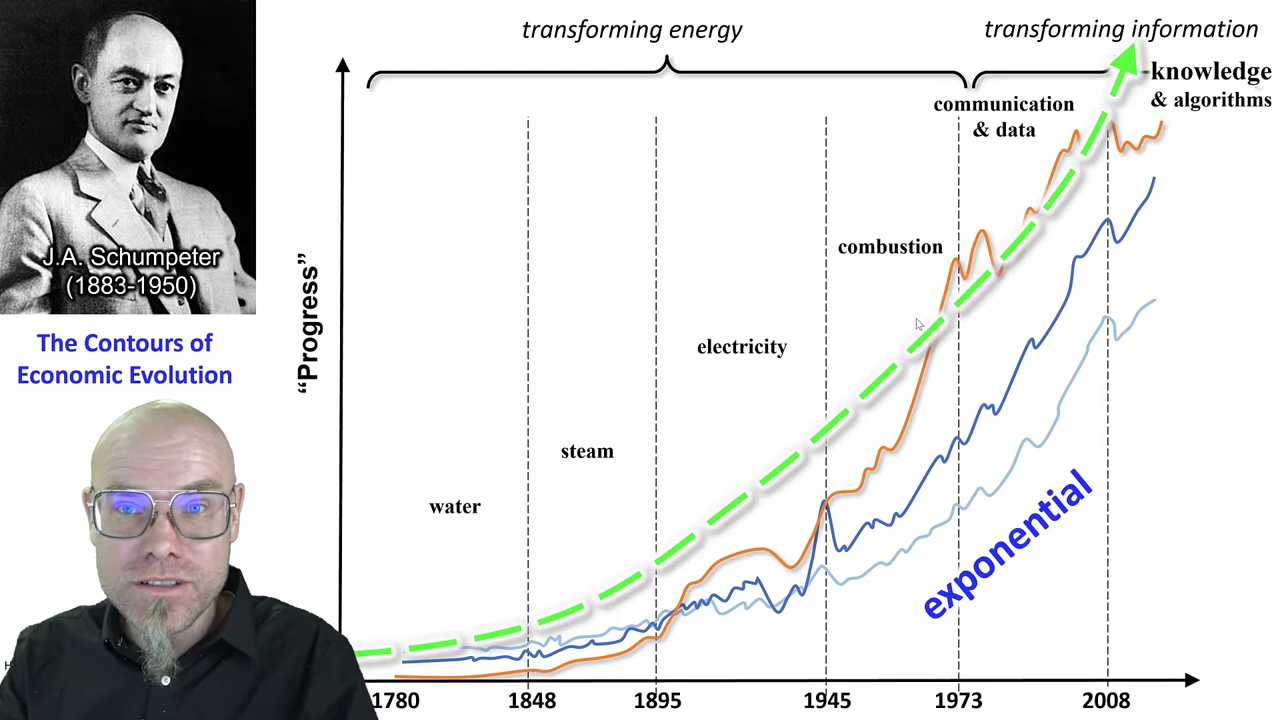 transforming energy
transforming information
knowledge
& algorithms
communication
& data
combustion
electricity
steam
water
"Progress"
exponential
J.A. Schumpeter
(1883-1950)
The Contours of
Economic Evolution
H
1780
1848
1895
1945
1973
2008